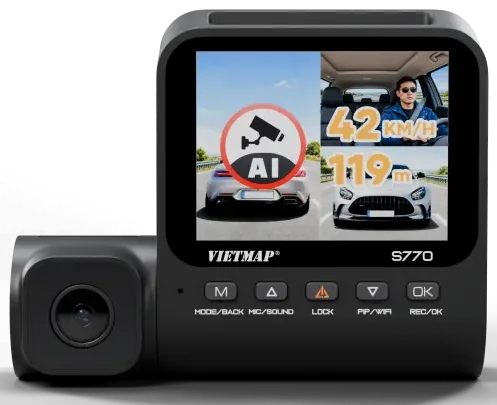 AI
42 KM/H
119 m
VIETMAP®
S770
M
OK
MODE/BACK
MIC/SOUND
LOCK
PIP/WIFI
REC/OK